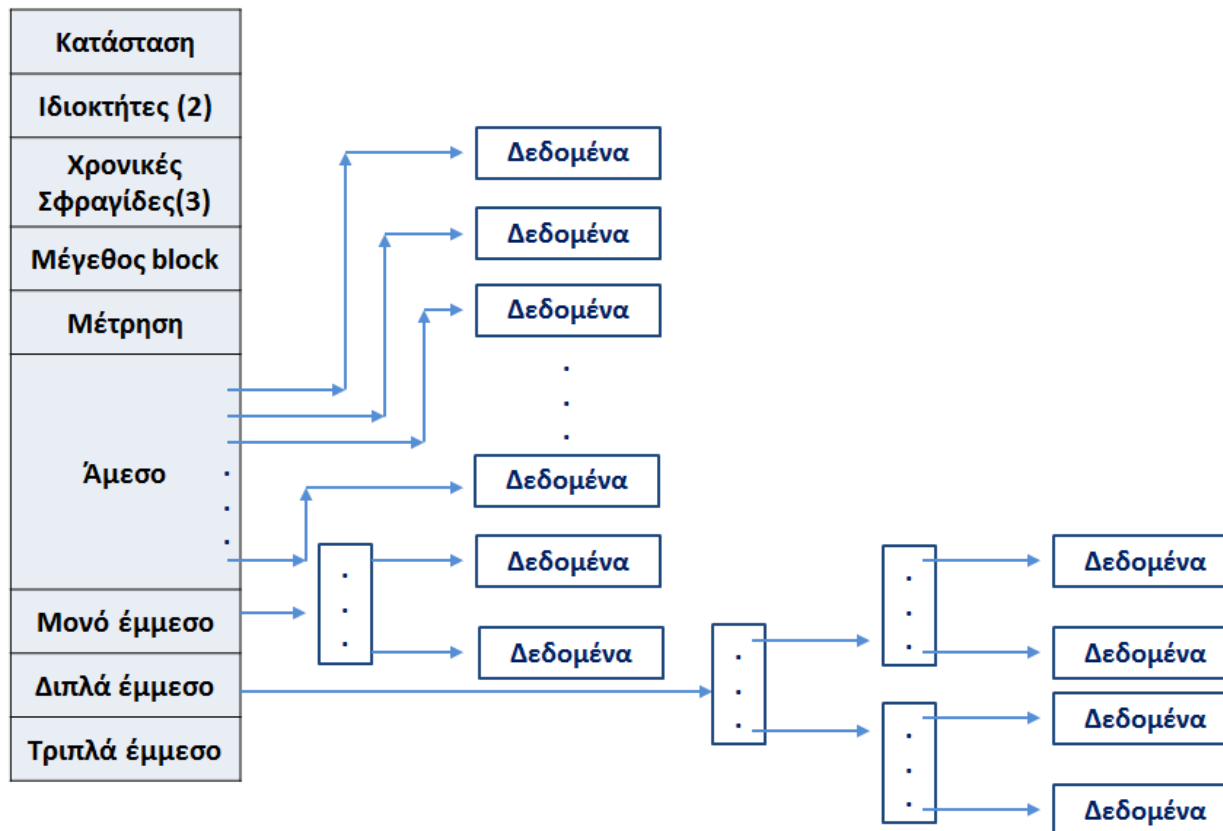 Κατάσταση
Ιδιοκτήτες (2)
Χρονικές
Σφραγίδες(3)
Μέγεθος block
Μέτρηση
Άμεσο
Μονό έμμεσο
Διπλά έμμεσο
Τριπλά έμμεσο
Δεδομένα
Δεδομένα
Δεδομένα
Δεδομένα
Δεδομένα
Δεδομένα
Δεδομένα
Δεδομένα
Δεδομένα
Δεδομένα